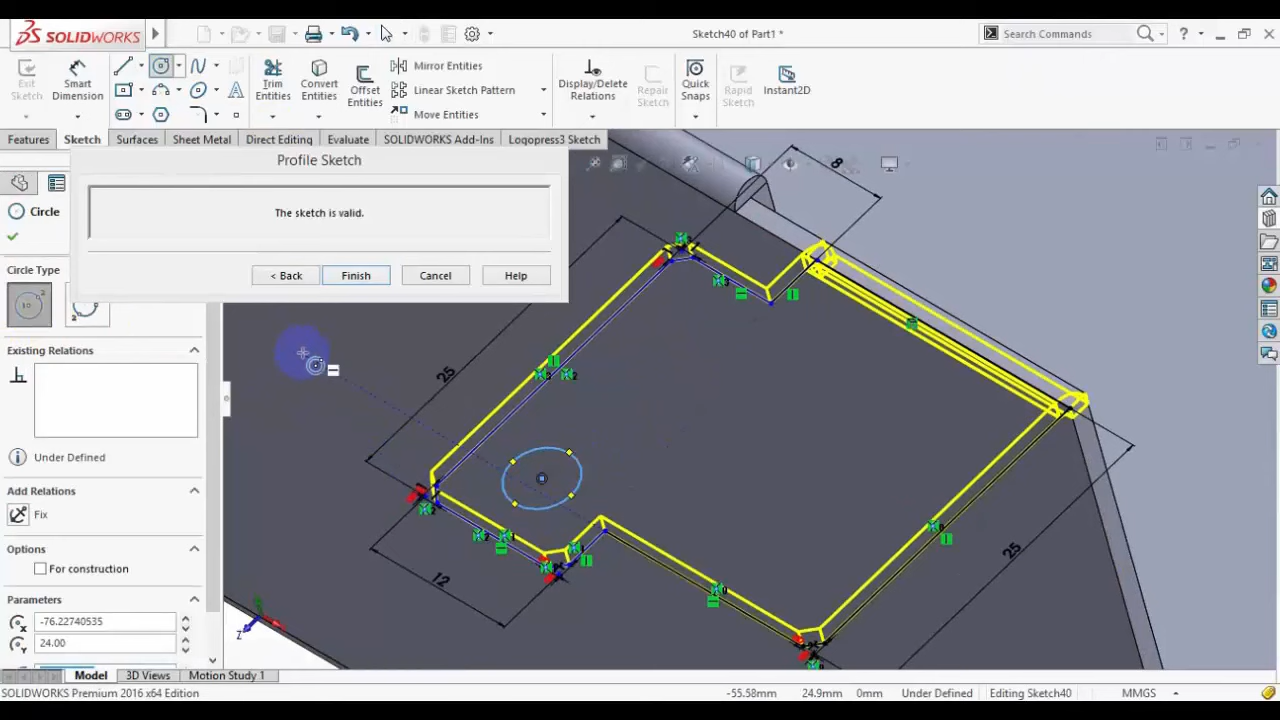 SOLIDWORKS
Sketch40 of Part1 *
Search Commands
Exit Sketch
Smart Dimension
Trim Entities
Convert Entities
Offset Entities
Mirror Entities
Linear Sketch Pattern
Move Entities
Display/Delete Relations
Repair Sketch
Quick Snaps
Rapid Sketch
Instant2D
Features
Sketch
Surfaces
Sheet Metal
Direct Editing
Evaluate
SOLIDWORKS Add-Ins
Logopress3 Sketch
Profile Sketch
The sketch is valid.
< Back
Finish
Cancel
Help
Circle
Circle Type
Existing Relations
Under Defined
Add Relations
Fix
Options
For construction
Parameters
-76.22740535
24.00
8
25
12
25
Z
Model
3D Views
Motion Study 1
SOLIDWORKS Premium 2016 x64 Edition
-55.58mm
24.9mm
0mm
Under Defined
Editing Sketch40
MMGS